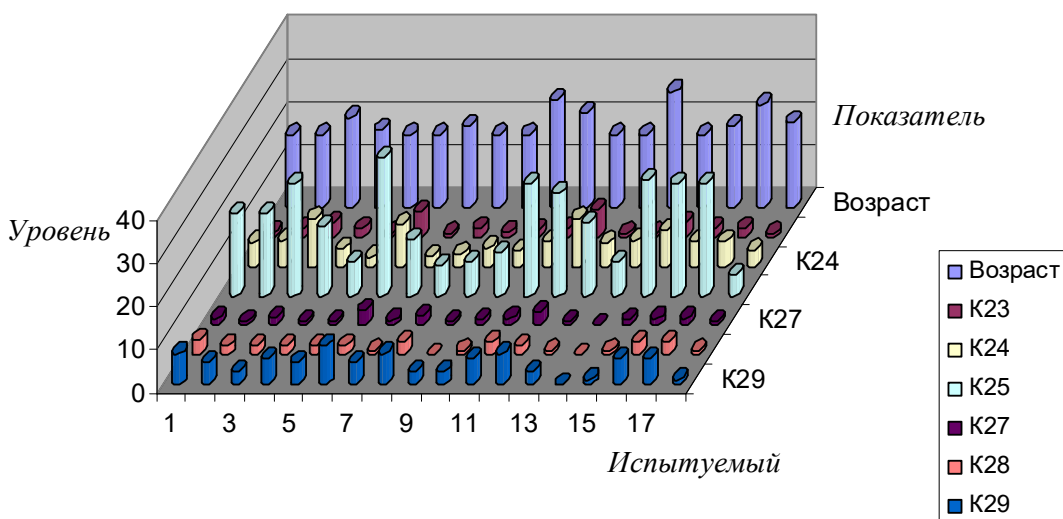 Показатель
Возраст
К24
К27
К29
Уровень
40
30
20
10
0
1 3 5 7 9 11 13 15 17
Испытуемый
Возраст
К23
К24
К25
К27
К28
К29